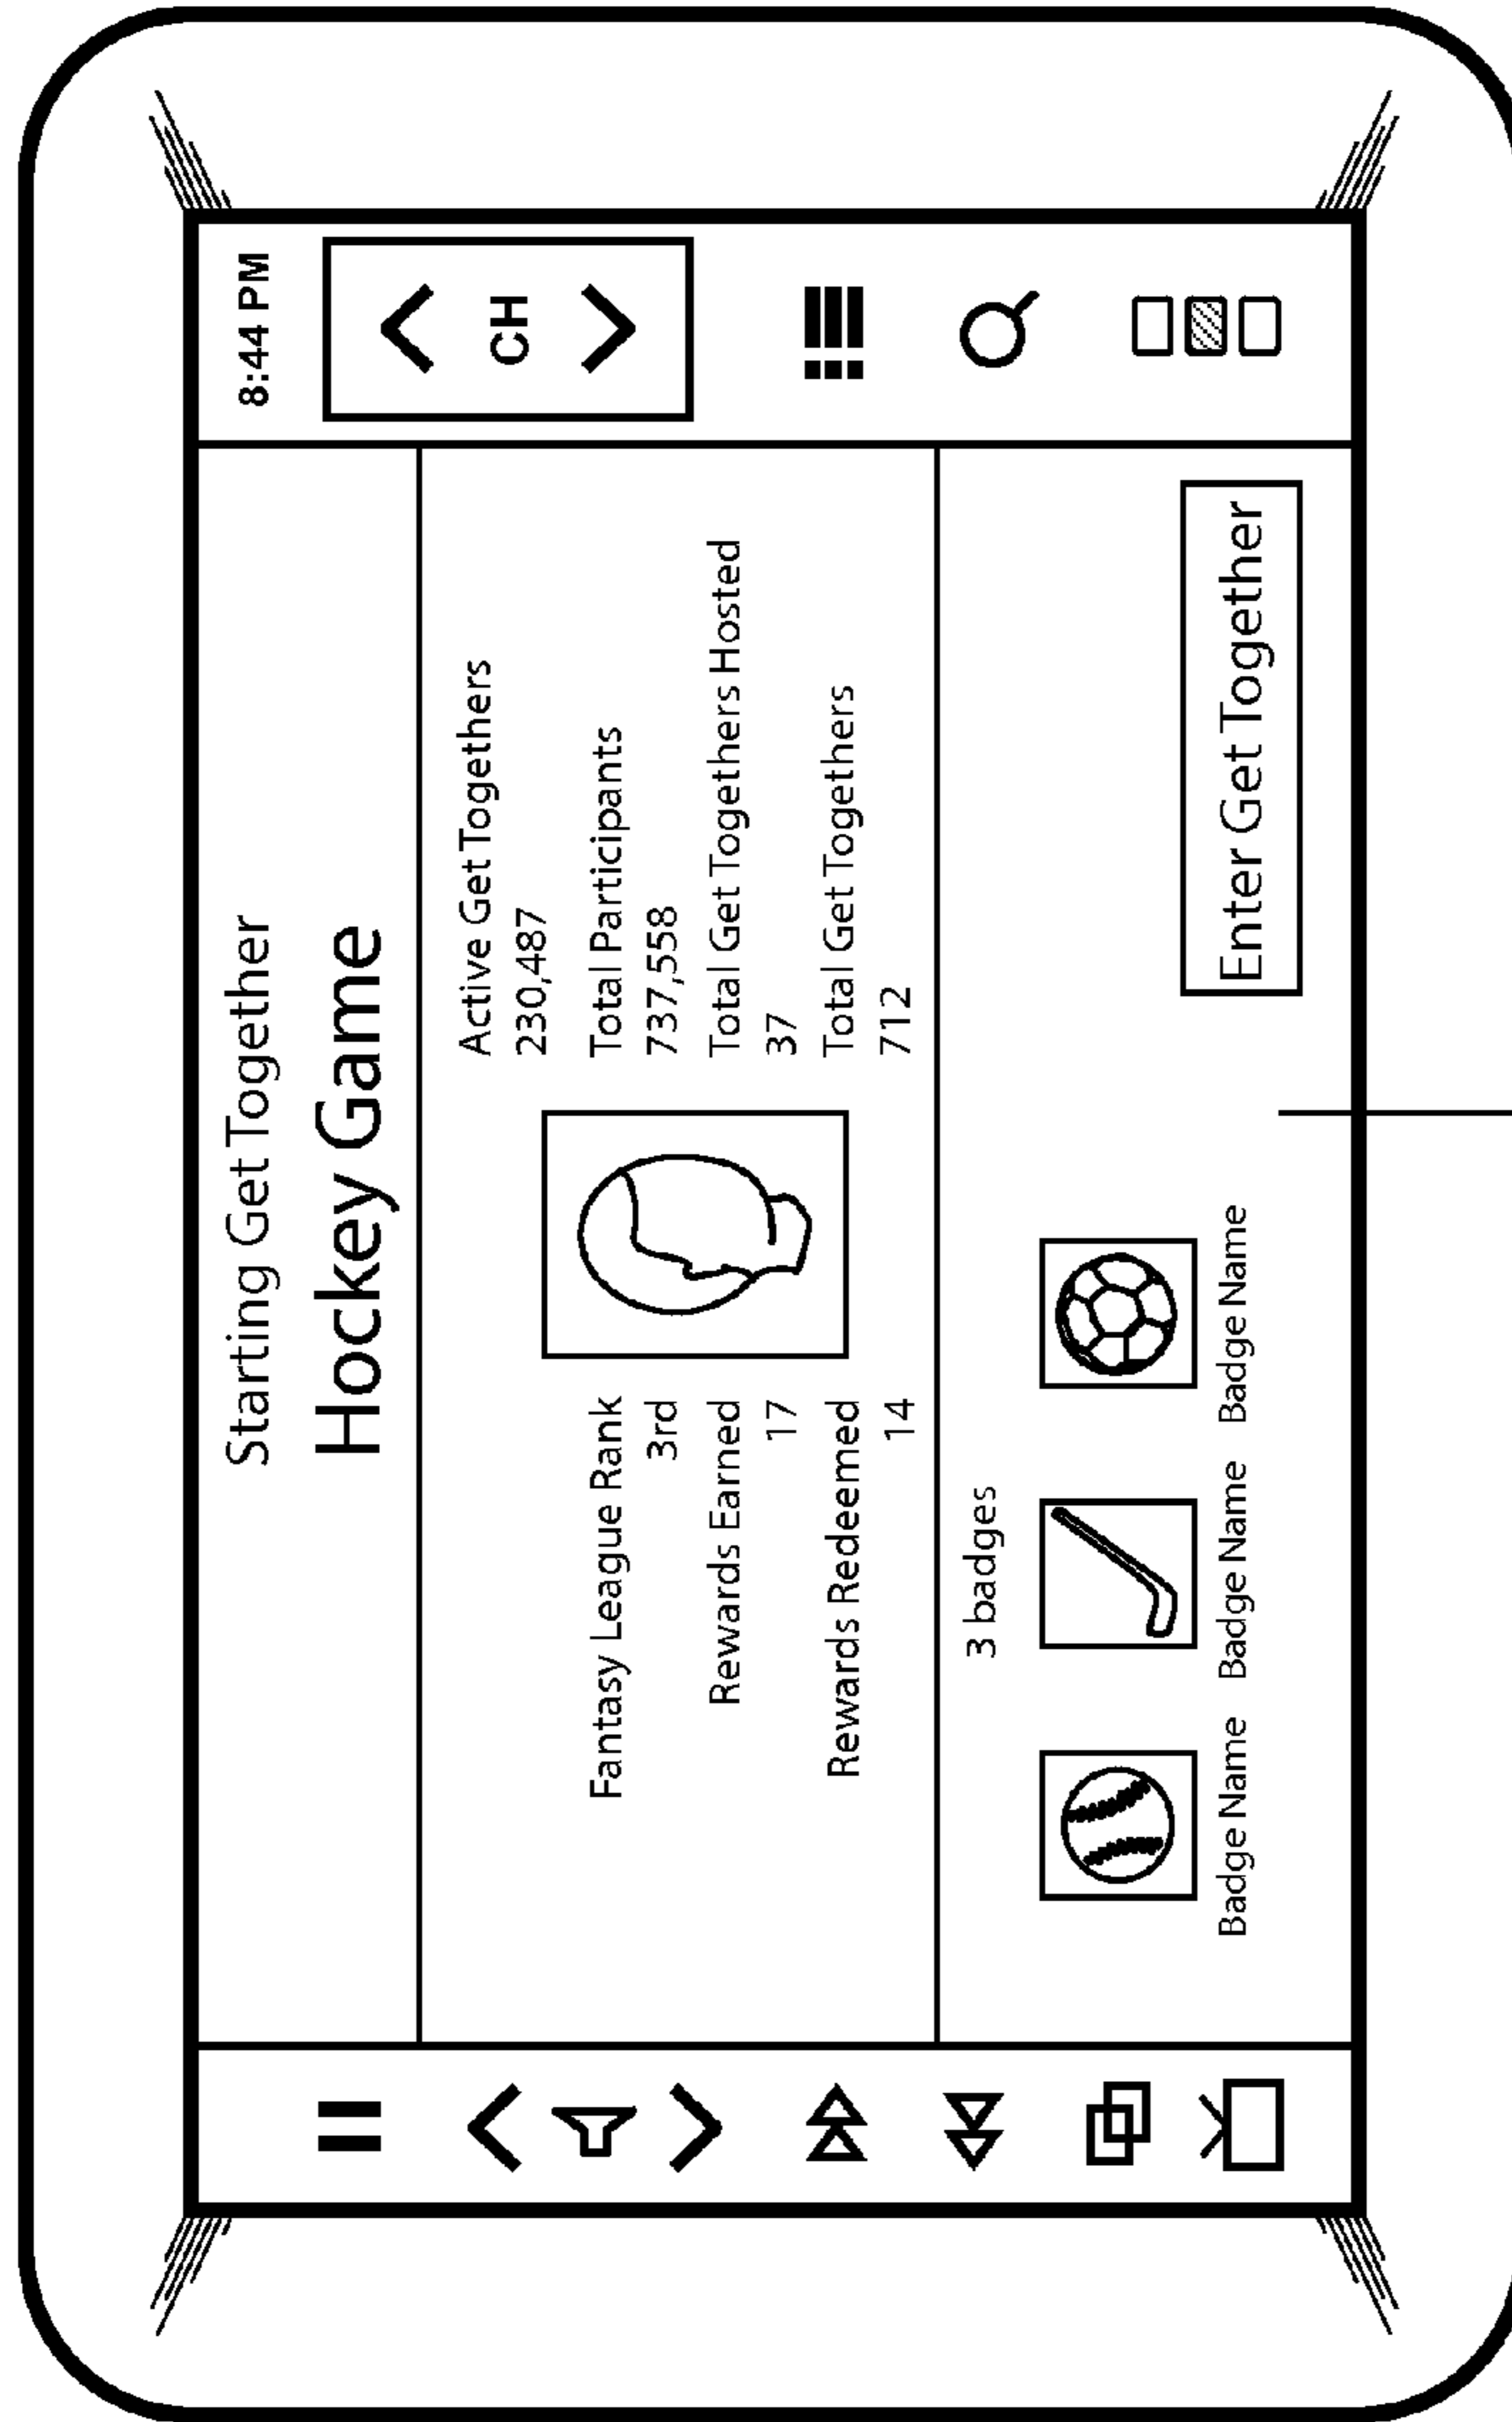 8:44 PM
CH
Starting Get Together
Hockey Game
Fantasy League Rank
3rd
Rewards Earned
17
Rewards Redeemed
14
Active Get Togethers
230,487
Total Participants
737,558
Total Get Togethers Hosted
37
Total Get Togethers
712
3 badges
Badge Name
Badge Name
Badge Name
Enter Get Together